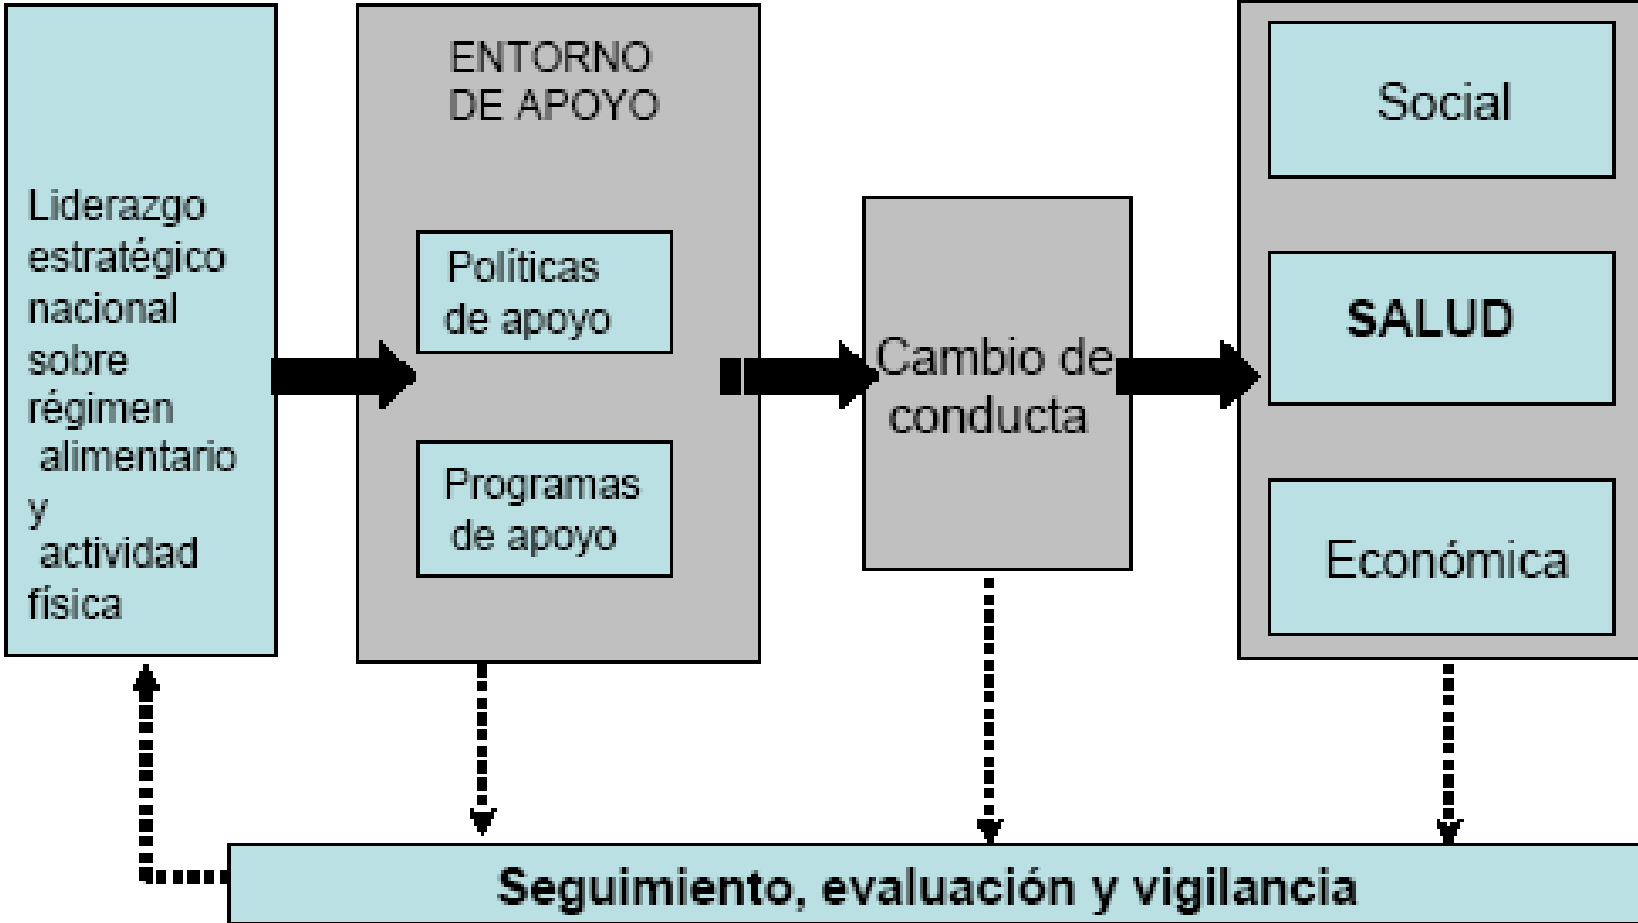 Liderazgo
estratégico
nacional
sobre
régimen
alimentario
y
actividad
física
ENTORNO
DE APOYO
Políticas
de apoyo
Programas
de apoyo
Cambio de
conducta
Social
SALUD
Económica
Seguimiento, evaluación y vigilancia